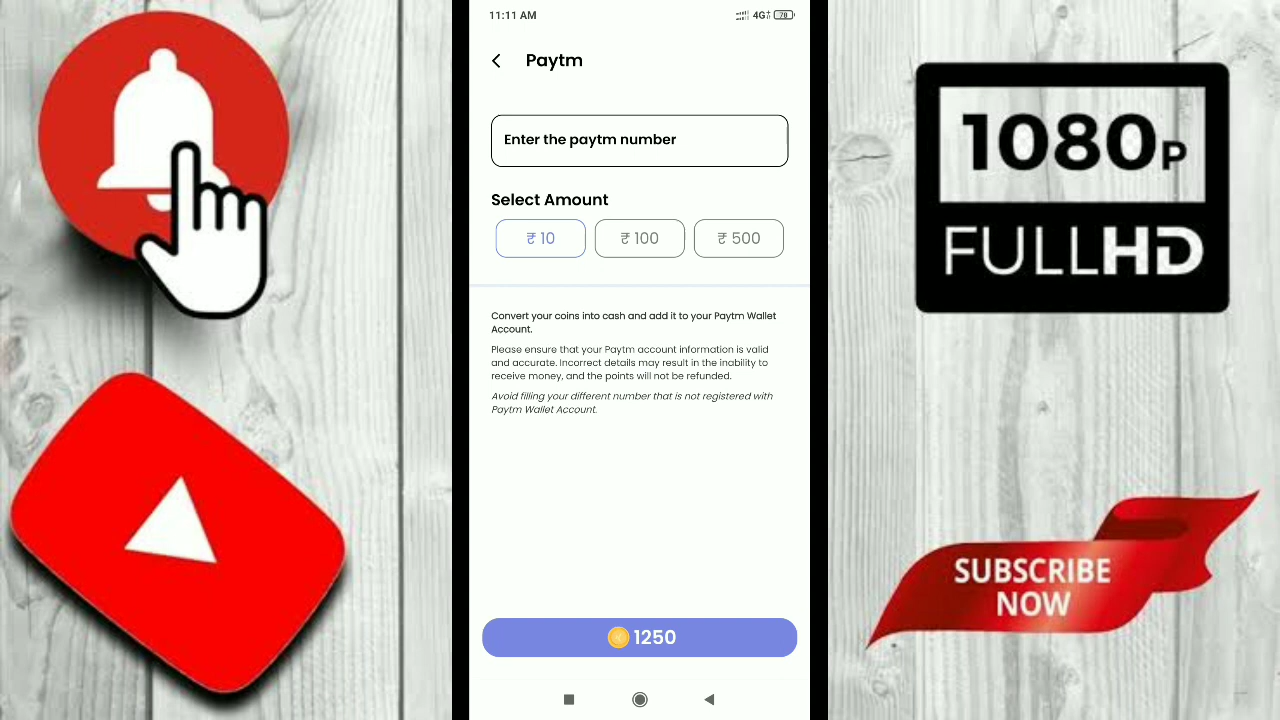 11:11 AM
4G+
78
Paytm
Enter the paytm number
Select Amount
₹ 10
₹ 100
₹ 500
Convert your coins into cash and add it to your Paytm Wallet
Account.
Please ensure that your Paytm account information is valid
and accurate. Incorrect details may result in the inability to
receive money, and the points will not be refunded.
Avoid filling your different number that is not registered with
Paytm Wallet Account.
1250
1080P
FULLHD
SUBSCRIBE
NOW